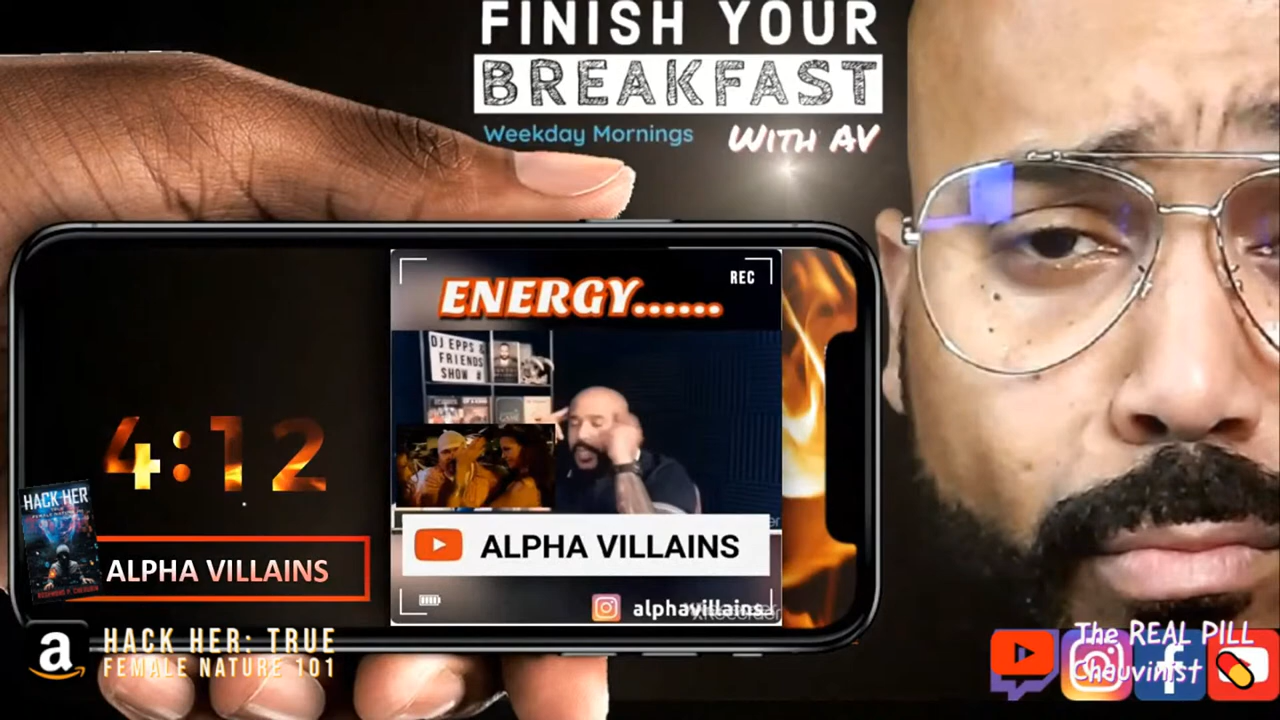 FINISH YOUR
BREAKFAST
Weekday Mornings
WITH AV
ENERGY......
REC
DJ EPPS &
FRIENDS
SHOW #
4:12
HACK HER
ALPHA VILLAINS
ALPHA VILLAINS
alphavillains
HACK HER: TRUE
FEMALE NATURE 101
The REAL PILL
Chauvinist